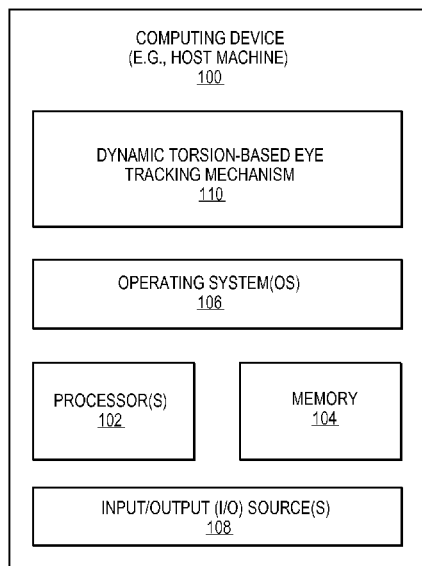 COMPUTING DEVICE
(E.G., HOST MACHINE)
100
DYNAMIC TORSION-BASED EYE
TRACKING MECHANISM
110
OPERATING SYSTEM(OS)
106
PROCESSOR(S)
102
MEMORY
104
INPUT/OUTPUT (I/O) SOURCE(S)
108